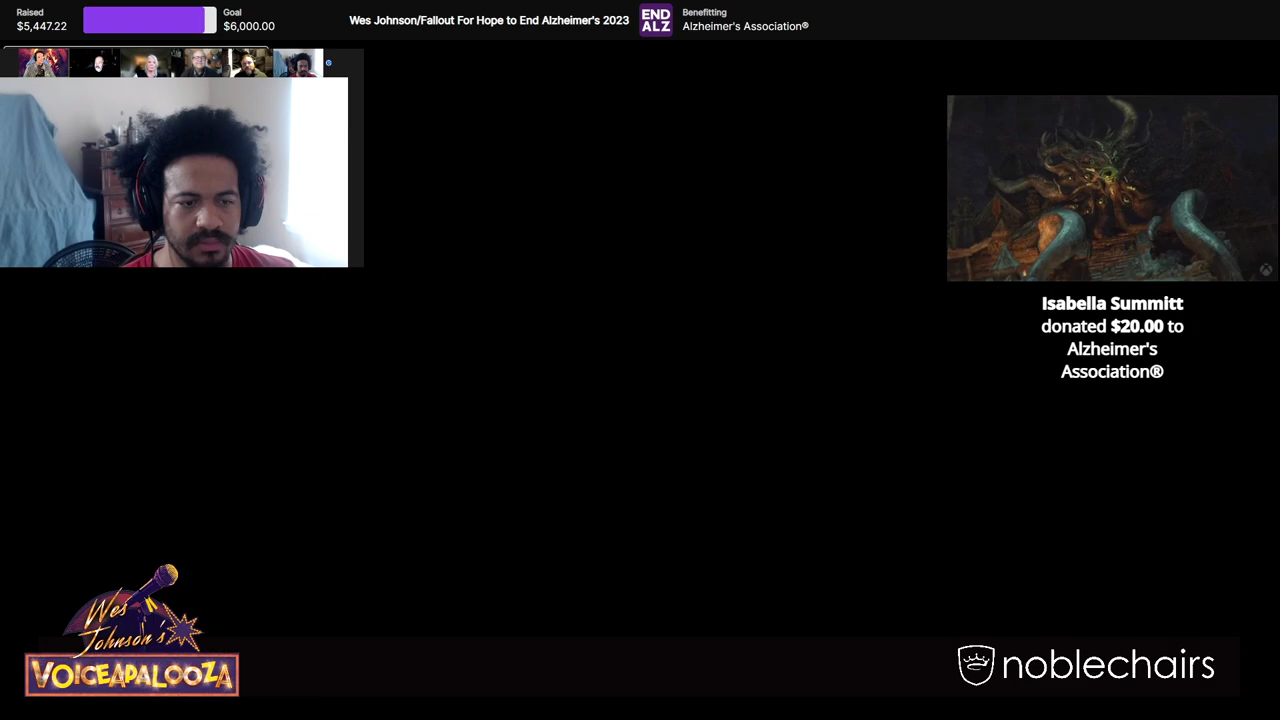 Raised
$5,447.22
Goal
$6,000.00
Wes Johnson/Fallout For Hope to End Alzheimer's 2023
END
ALZ
Benefitting
Alzheimer's Association®
Isabella Summitt
donated $20.00 to
Alzheimer's
Association®
Wes
Johnson's
VOICEAPALOOZA
noblechairs